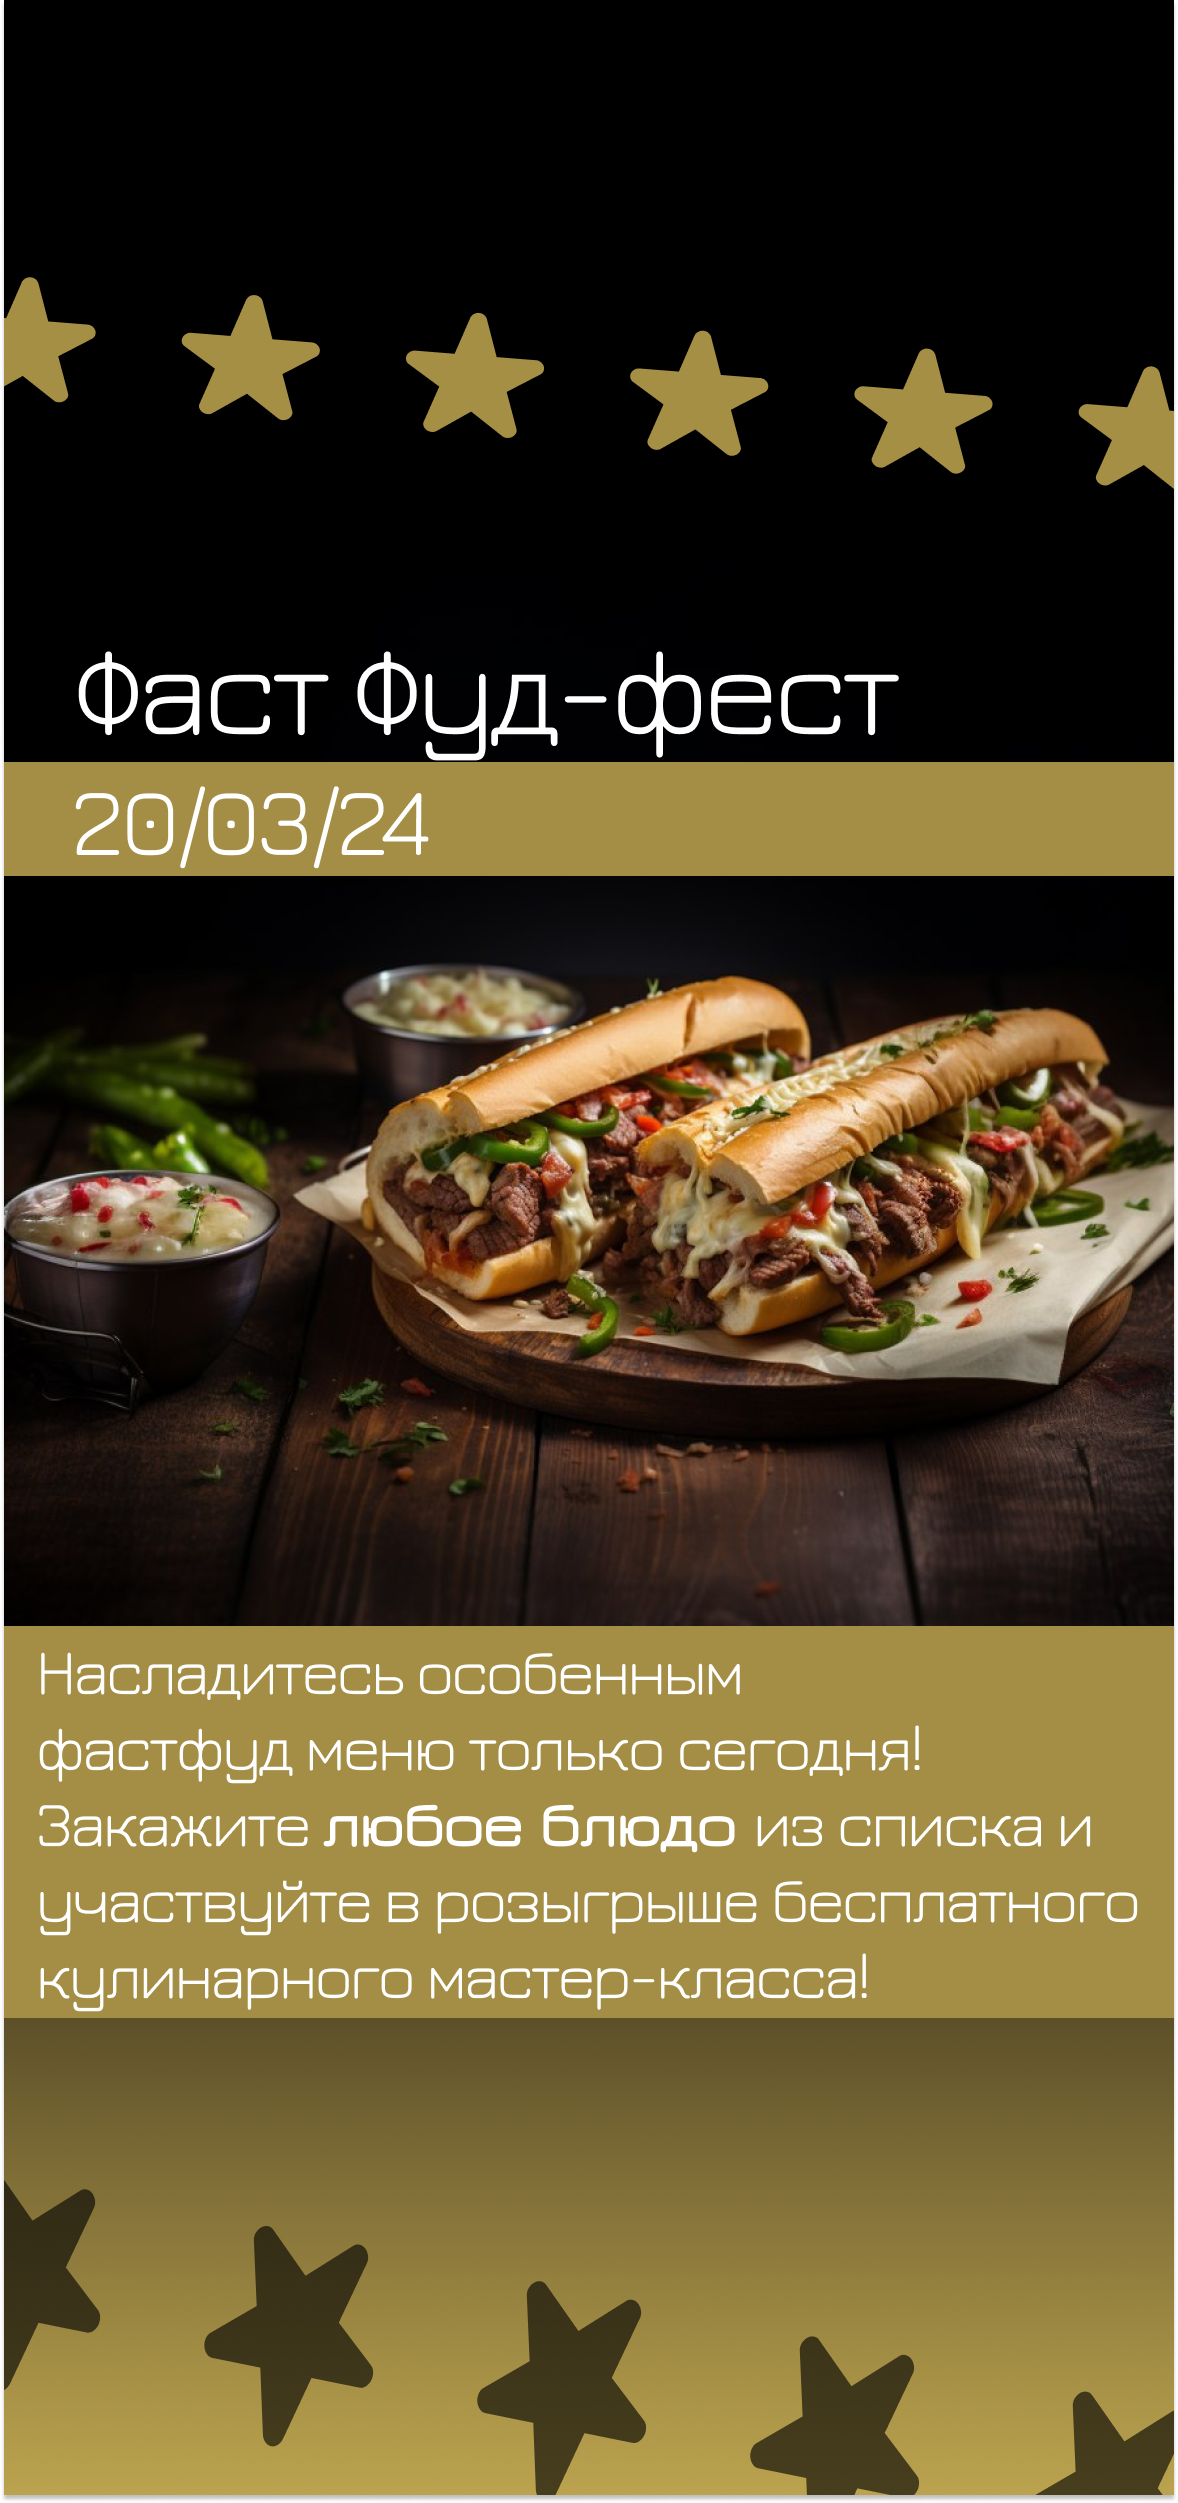 Фаст Фуд-фест
20/03/24
Насладитесь особенным
фастфуд меню только сегодня!
Закажите любое блюдо из списка и
участвуйте в розыгрыше бесплатного
кулинарного мастер-класса!